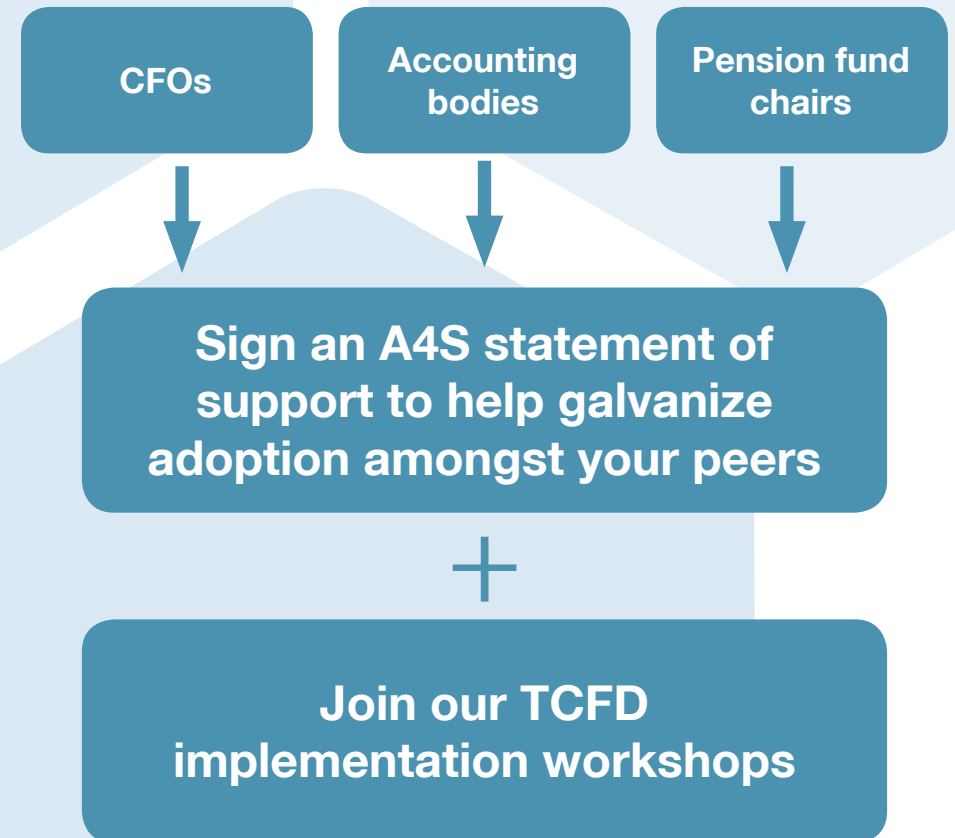 CFOs
Accounting
bodies
Pension fund
chairs
Sign an A4S statement of
support to help galvanize
adoption amongst your peers
+
Join our TCFD
implementation workshops